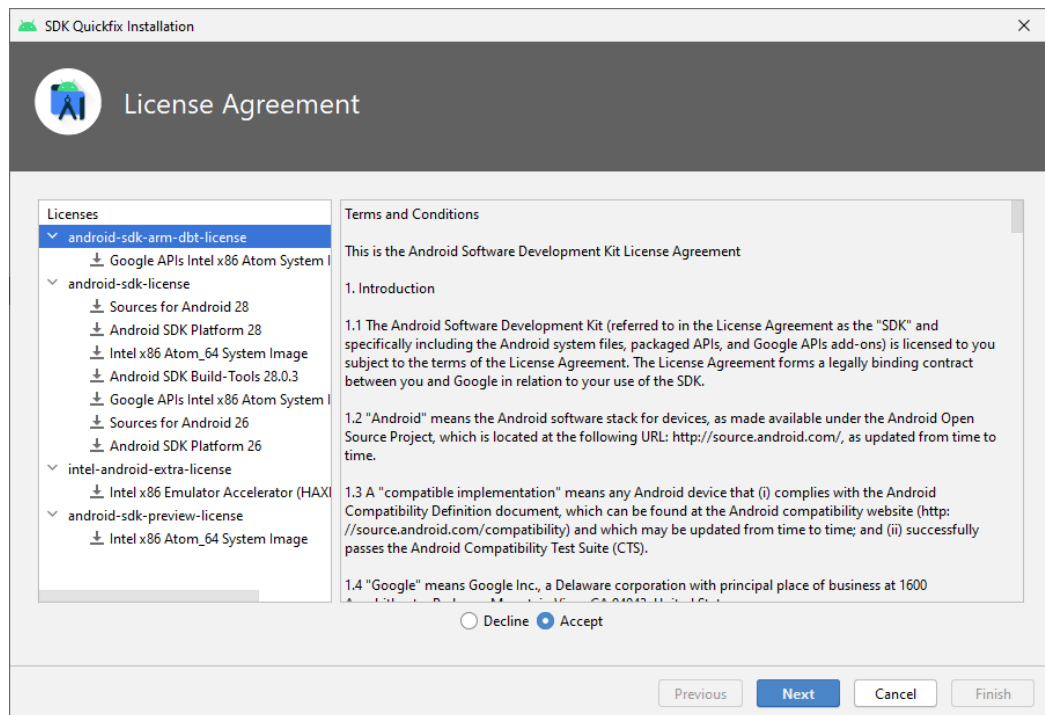 SDK Quickfix Installation
License Agreement
Licenses
android-sdk-arm-dbt-license
Google APIs Intel x86 Atom System I
android-sdk-license
Sources for Android 28
Android SDK Platform 28
Intel x86 Atom_64 System Image
Android SDK Build-Tools 28.0.3
Google APIs Intel x86 Atom System I
Sources for Android 26
Android SDK Platform 26
intel-android-extra-license
Intel x86 Emulator Accelerator (HAXI
android-sdk-preview-license
Intel x86 Atom_64 System Image
Terms and Conditions
This is the Android Software Development Kit License Agreement
1. Introduction
1.1 The Android Software Development Kit (referred to in the License Agreement as the "SDK" and
specifically including the Android system files, packaged APIs, and Google APIs add-ons) is licensed to you
subject to the terms of the License Agreement. The License Agreement forms a legally binding contract
between you and Google in relation to your use of the SDK.
1.2 "Android" means the Android software stack for devices, as made available under the Android Open
Source Project, which is located at the following URL: http://source.android.com/, as updated from time to
time.
1.3 A "compatible implementation" means any Android device that (i) complies with the Android
Compatibility Definition document, which can be found at the Android compatibility website (http:
//source.android.com/compatibility) and which may be updated from time to time; and (ii) successfully
passes the Android Compatibility Test Suite (CTS).
1.4 "Google" means Google Inc., a Delaware corporation with principal place of business at 1600
Decline Accept
Previous Next Cancel Finish